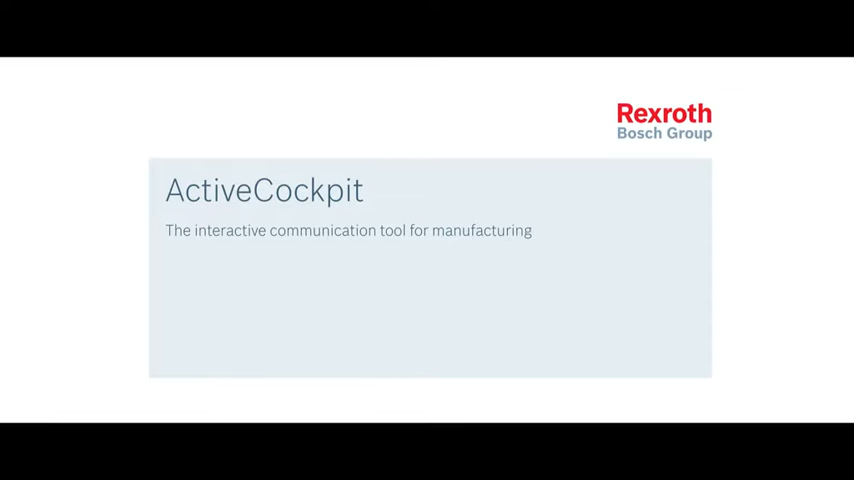 Rexroth
Bosch Group
ActiveCockpit
The interactive communication tool for manufacturing